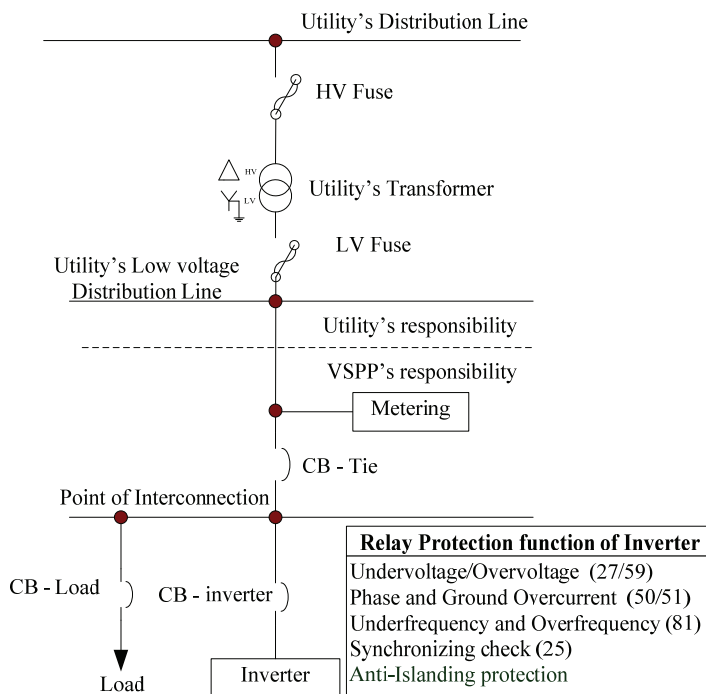 Utility's Distribution Line
HV Fuse
HV
LV
Utility's Transformer
LV Fuse
Utility's Low voltage
Distribution Line
Utility's responsibility
VSPP's responsibility
Metering
CB - Tie
Point of Interconnection
CB - Load
CB - inverter
Load
Inverter
Relay Protection function of Inverter
Undervoltage/Overvoltage (27/59)
Phase and Ground Overcurrent (50/51)
Underfrequency and Overfrequency (81)
Synchronizing check (25)
Anti-Islanding protection